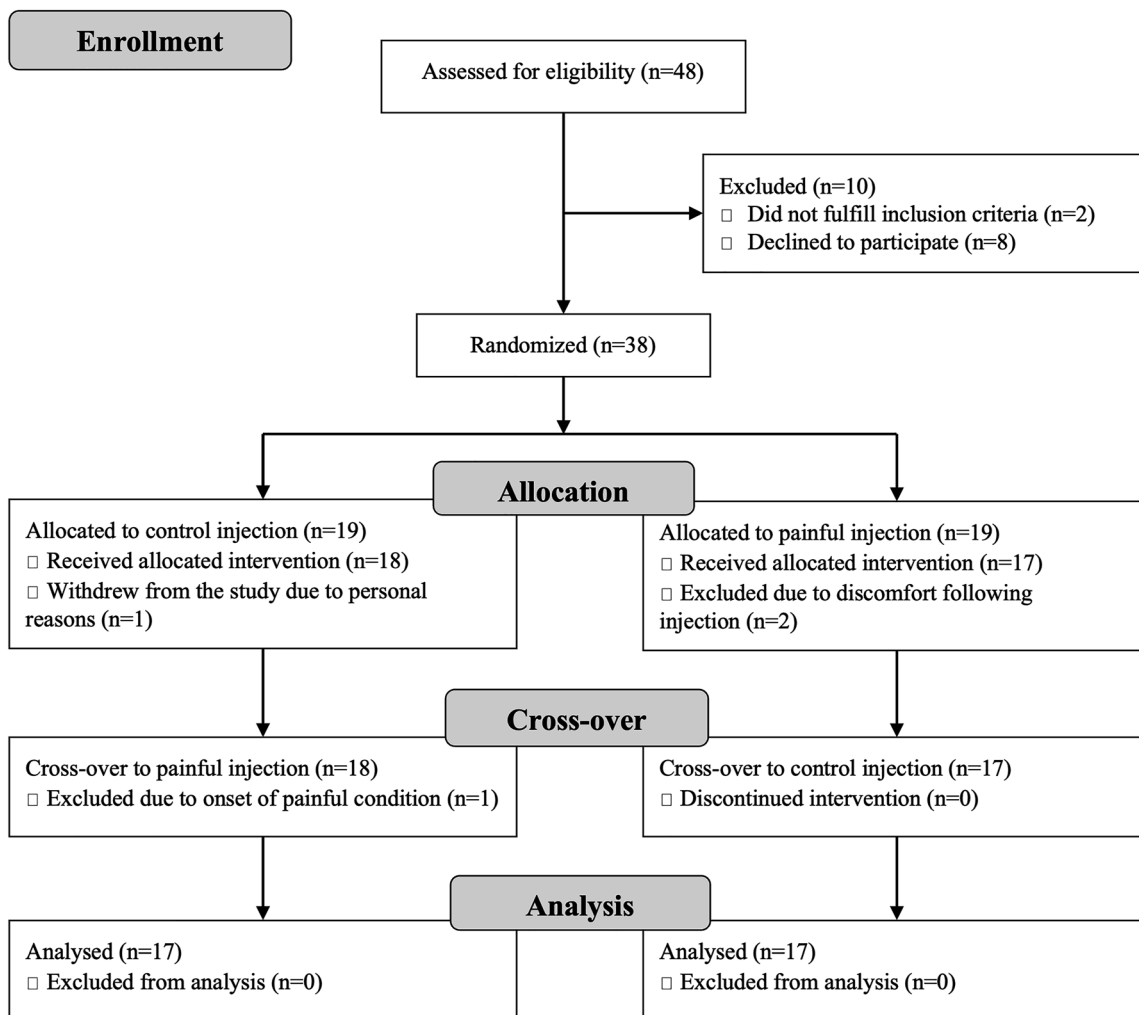 Enrollment
Assessed for eligibility (n=48)
Excluded (n=10)
□ Did not fulfill inclusion criteria (n=2)
□ Declined to participate (n=8)
Randomized (n=38)
Allocation
Allocated to control injection (n=19)
□ Received allocated intervention (n=18)
□ Withdrew from the study due to personal
reasons (n=1)
Allocated to painful injection (n=19)
□ Received allocated intervention (n=17)
□ Excluded due to discomfort following
injection (n=2)
Cross-over
Cross-over to painful injection (n=18)
□ Excluded due to onset of painful condition (n=1)
Cross-over to control injection (n=17)
□ Discontinued intervention (n=0)
Analysis
Analysed (n=17)
□ Excluded from analysis (n=0)
Analysed (n=17)
□ Excluded from analysis (n=0)